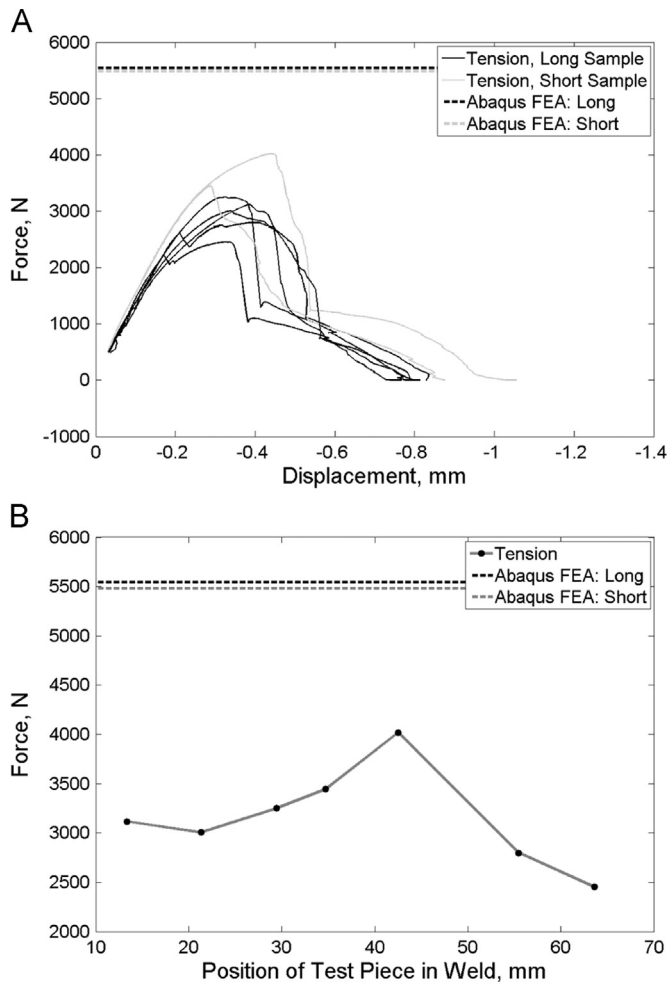 A
6000
5000
4000
3000
2000
1000
0
-1000
Force, N
Tension, Long Sample
Tension, Short Sample
Abaqus FEA: Long
Abaqus FEA: Short
0 -0.2 -0.4 -0.6 -0.8 -1 -1.2 -1.4
Displacement, mm
B
6000
5500
5000
4500
4000
3500
3000
2500
2000
Force, N
Tension
Abaqus FEA: Long
Abaqus FEA: Short
10 20 30 40 50 60 70
Position of Test Piece in Weld, mm